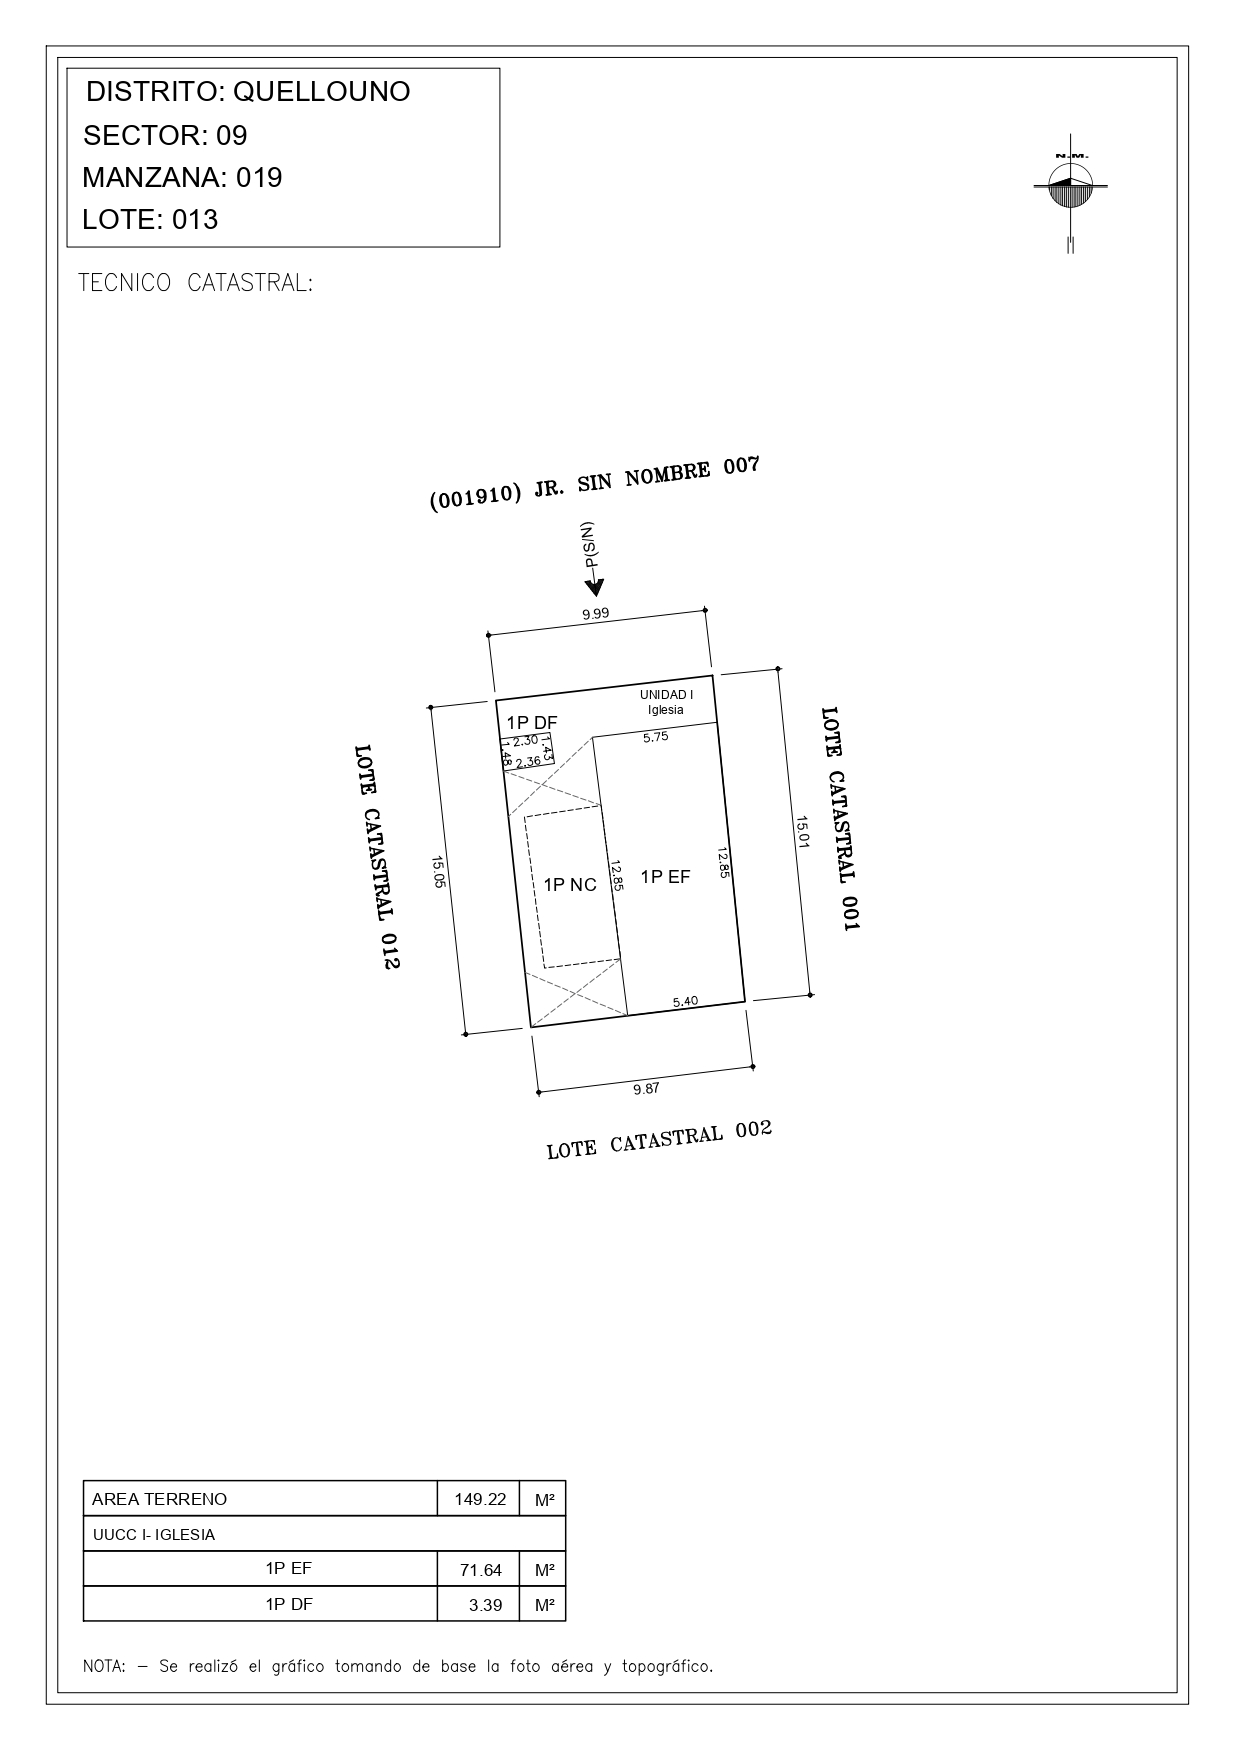 DISTRITO: QUELLOUNO
SECTOR: 09
MANZANA: 019
LOTE: 013
N.M.
TECNICO CATASTRAL:
(001910) JR. SIN NOMBRE 007
P(S/N)
9.99
UNIDAD I
Iglesia
1P DF
2.30
1.43
1.48
2.36
5.75
LOTE CATASTRAL 012
15.05
1P NC
12.85
1P EF
12.85
15.01
LOTE CATASTRAL 001
5.40
9.87
LOTE CATASTRAL 002
AREA TERRENO 149.22 M²
UUCC I- IGLESIA
1P EF 71.64 M²
1P DF 3.39 M²
NOTA: – Se realizó el gráfico tomando de base la foto aérea y topográfico.